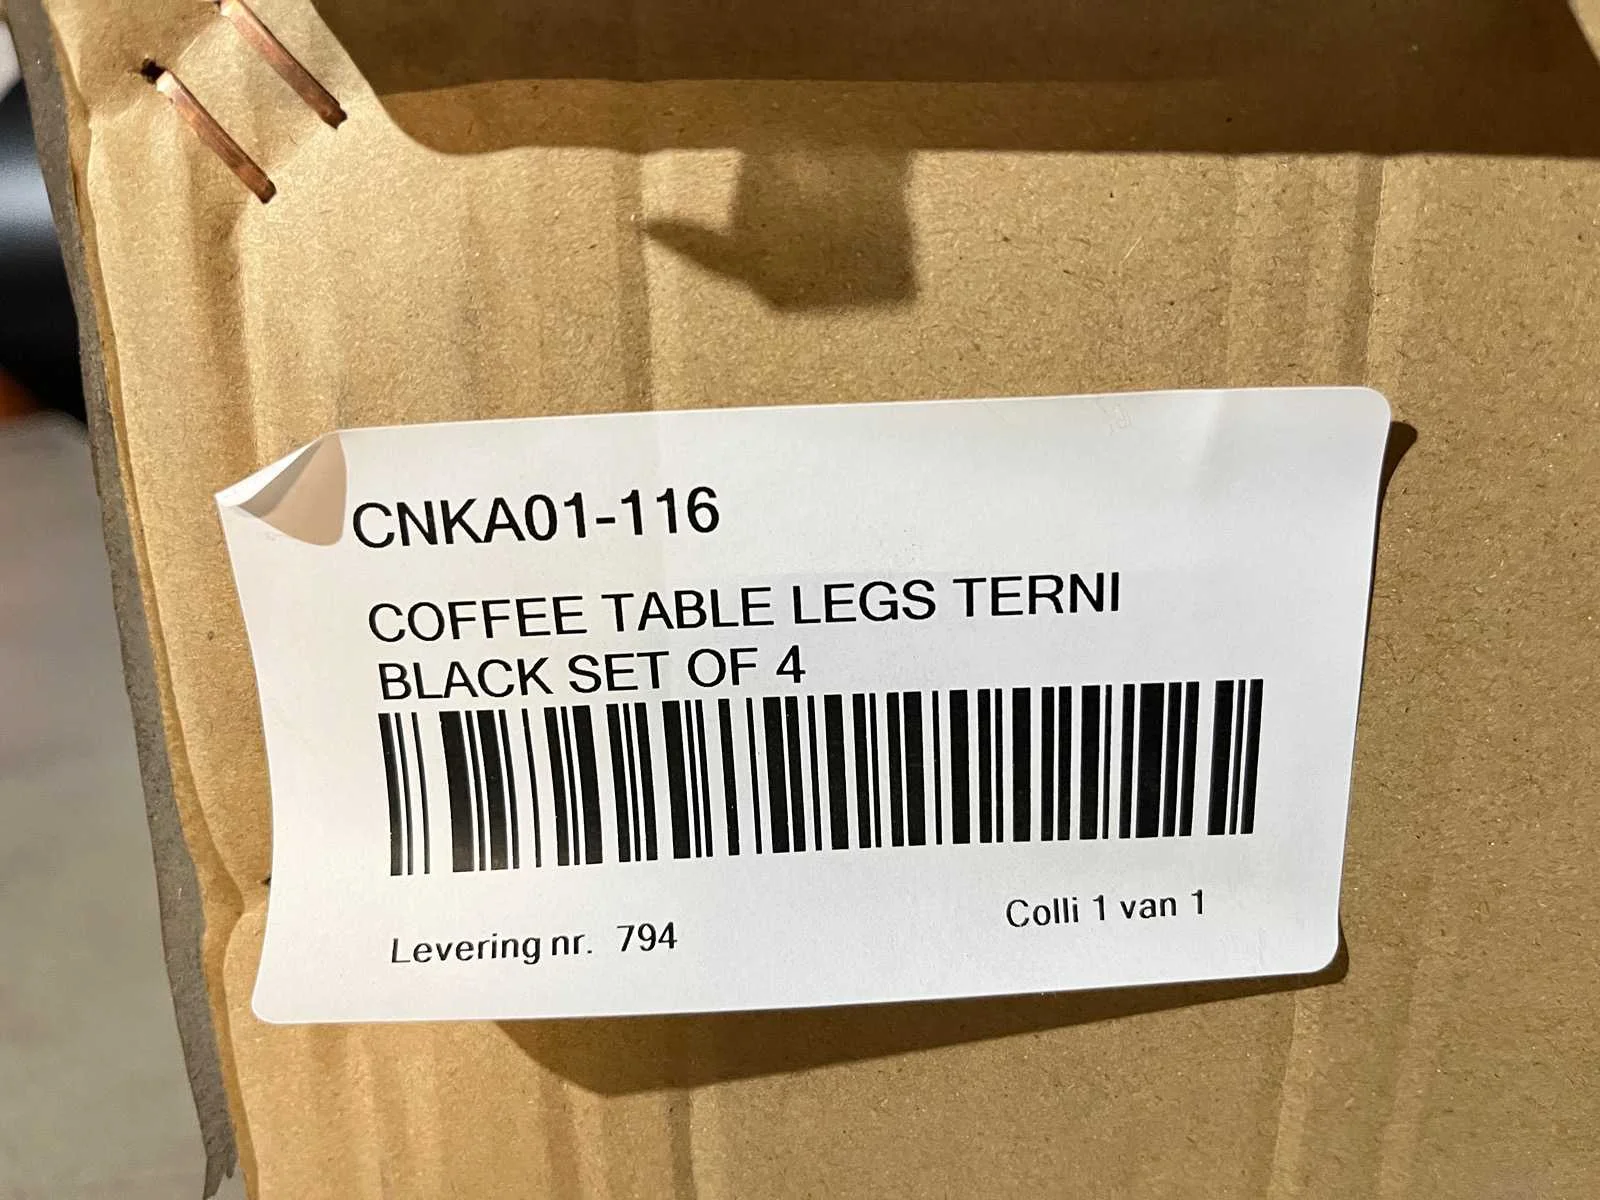 CNKA01-116
COFFEE TABLE LEGS TERNI
BLACK SET OF 4
Levering nr. 794
Colli 1 van 1